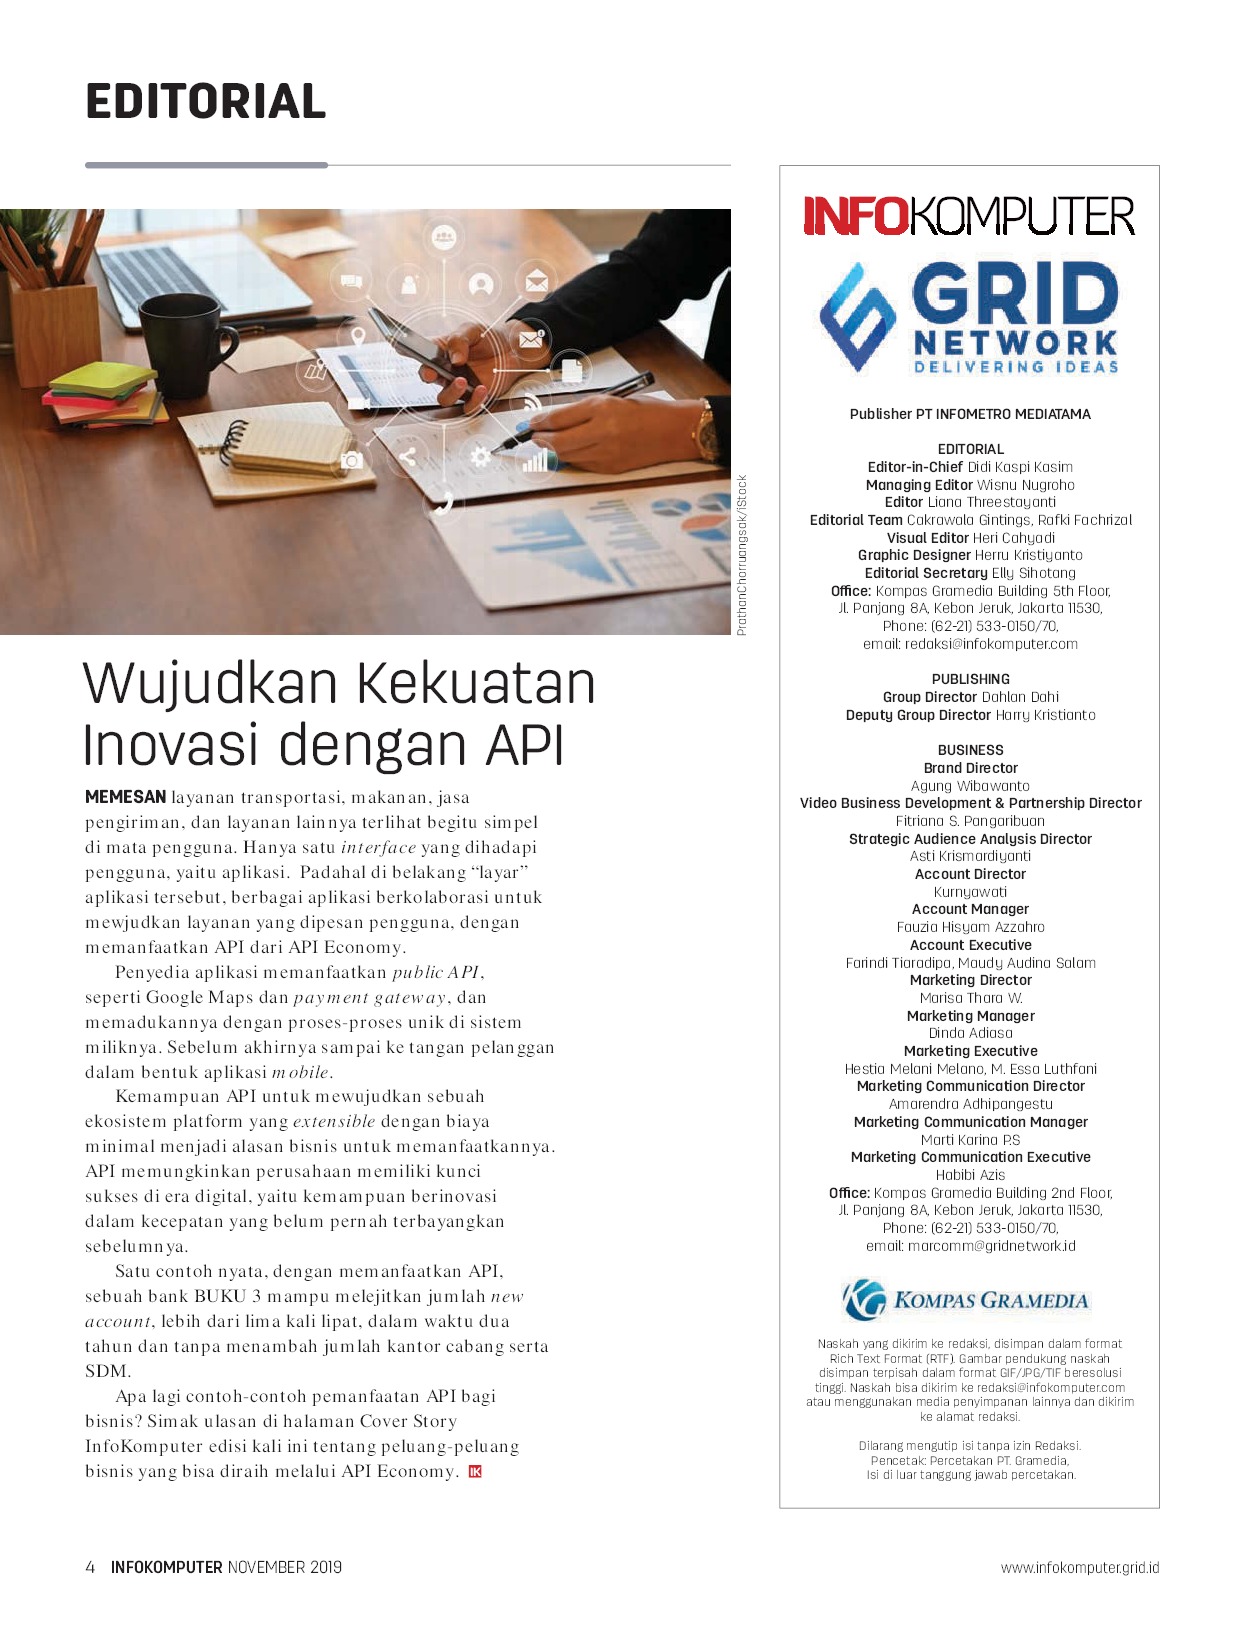 EDITORIAL
PrathanChorruangsak/iStock
Wujudkan Kekuatan
Inovasi dengan API
MEMESAN layanan transportasi, makanan, jasa
pengiriman, dan layanan lainnya terlihat begitu simpel
di mata pengguna. Hanya satu interface yang dihadapi
pengguna, yaitu aplikasi. Padahal di belakang “layar”
aplikasi tersebut, berbagai aplikasi berkolaborasi untuk
mewjudkan layanan yang dipesan pengguna, dengan
memanfaatkan API dari API Economy.
Penyedia aplikasi memanfaatkan public API,
seperti Google Maps dan payment gateway, dan
memadukannya dengan proses-proses unik di sistem
miliknya. Sebelum akhirnya sampai ke tangan pelanggan
dalam bentuk aplikasi mobile.
Kemampuan API untuk mewujudkan sebuah
ekosistem platform yang extensible dengan biaya
minimal menjadi alasan bisnis untuk memanfaatkannya.
API memungkinkan perusahaan memiliki kunci
sukses di era digital, yaitu kemampuan berinovasi
dalam kecepatan yang belum pernah terbayangkan
sebelumnya.
Satu contoh nyata, dengan memanfaatkan API,
sebuah bank BUKU 3 mampu melejitkan jumlah new
account, lebih dari lima kali lipat, dalam waktu dua
tahun dan tanpa menambah jumlah kantor cabang serta
SDM.
Apa lagi contoh-contoh pemanfaatan API bagi
bisnis? Simak ulasan di halaman Cover Story
InfoKomputer edisi kali ini tentang peluang-peluang
bisnis yang bisa diraih melalui API Economy. IK
INFOKOMPUTER
GRID
NETWORK
DELIVERING IDEAS
Publisher PT INFOMETRO MEDIATAMA
EDITORIAL
Editor-in-Chief Didi Kaspi Kasim
Managing Editor Wisnu Nugroho
Editor Liana Threestayanti
Editorial Team Cakrawala Gintings, Rafki Fachrizal
Visual Editor Heri Cahyadi
Graphic Designer Herru Kristiyanto
Editorial Secretary Elly Sihotang
Office: Kompas Gramedia Building 5th Floor,
Jl. Panjang 8A, Kebon Jeruk, Jakarta 11530,
Phone: (62-21) 533-0150/70,
email: redaksi@infokomputer.com
PUBLISHING
Group Director Dahlan Dahi
Deputy Group Director Harry Kristianto
BUSINESS
Brand Director
Agung Wibawanto
Video Business Development & Partnership Director
Fitriana S. Pangaribuan
Strategic Audience Analysis Director
Asti Krismardiyanti
Account Director
Kurnyawati
Account Manager
Fauzia Hisyam Azzahro
Account Executive
Farindi Tiaradipa, Maudy Audina Salam
Marketing Director
Marisa Thara W.
Marketing Manager
Dinda Adiasa
Marketing Executive
Hestia Melani Melano, M. Essa Luthfani
Marketing Communication Director
Amarendra Adhipangestu
Marketing Communication Manager
Marti Karina P.S
Marketing Communication Executive
Habibi Azis
Office: Kompas Gramedia Building 2nd Floor,
Jl. Panjang 8A, Kebon Jeruk, Jakarta 11530,
Phone: (62-21) 533-0150/70,
email: marcomm@gridnetwork.id
KG KOMPAS GRAMEDIA
Naskah yang dikirim ke redaksi, disimpan dalam format
Rich Text Format (RTF). Gambar pendukung naskah
disimpan terpisah dalam format GIF/JPG/TIF beresolusi
tinggi. Naskah bisa dikirim ke redaksi@infokomputer.com
atau menggunakan media penyimpanan lainnya dan dikirim
ke alamat redaksi.
Dilarang mengutip isi tanpa izin Redaksi.
Pencetak: Percetakan PT. Gramedia,
Isi di luar tanggung jawab percetakan.
4 INFOKOMPUTER NOVEMBER 2019
www.infokomputer.grid.id